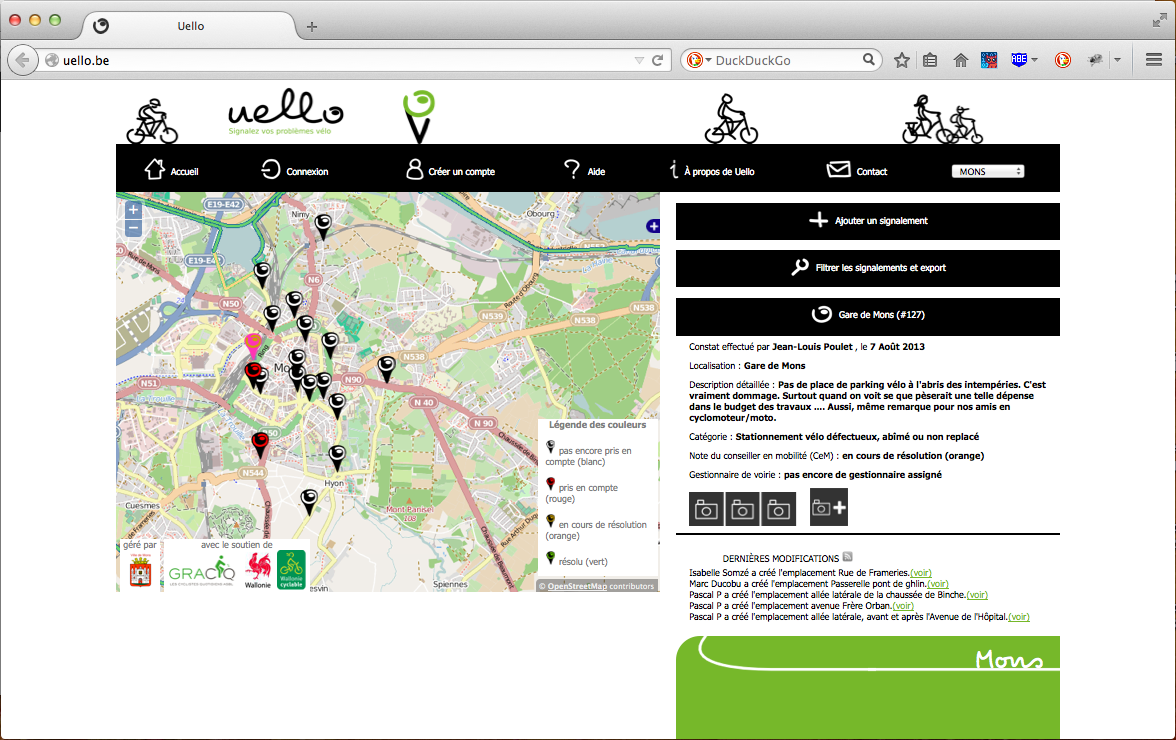 Uello
uello.be
DuckDuckGo
ABE
uello
Signalez vos problèmes vélo
Accueil
Connexion
Créer un compte
Aide
À propos de Uello
Contact
MONS
E19-E42
Nimy
Obourg
Rue de Mons
N6
N50
Route d'Obourg
N539
N538
N538
N538
N51
N90
N 40
N 90
N544
Hyon
Cuesmes
Mont Panisel
108
Spiennes
Légende des couleurs
pas encore pris en
compte (blanc)
pris en compte
(rouge)
en cours de résolution
(orange)
résolu (vert)
géré par
avec le soutien de
GRACQ
LES CYCLISTES QUOTIDIENS ASBL
Wallonie
Wallonie
cyclable
© OpenStreetMap contributors
Ajouter un signalement
Filtrer les signalements et export
Gare de Mons (#127)
Constat effectué par Jean-Louis Poulet , le 7 Août 2013
Localisation : Gare de Mons
Description détaillée : Pas de place de parking vélo à l'abris des intempéries. C'est
vraiment dommage. Surtout quand on voit se que pèserait une telle dépense
dans le budget des travaux .... Aussi, même remarque pour nos amis en
cyclomoteur/moto.
Catégorie : Stationnement vélo défectueux, abîmé ou non replacé
Note du conseiller en mobilité (CeM) : en cours de résolution (orange)
Gestionnaire de voirie : pas encore de gestionnaire assigné
DERNIÈRES MODIFICATIONS
Isabelle Somzé a créé l'emplacement Rue de Frameries.(voir)
Marc Ducobu a créé l'emplacement Passerelle pont de ghlin.(voir)
Pascal P a créé l'emplacement allée latérale de la chaussée de Binche.(voir)
Pascal P a créé l'emplacement avenue Frère Orban.(voir)
Pascal P a créé l'emplacement allée latérale, avant et après l'Avenue de l'Hôpital.(voir)
Mons